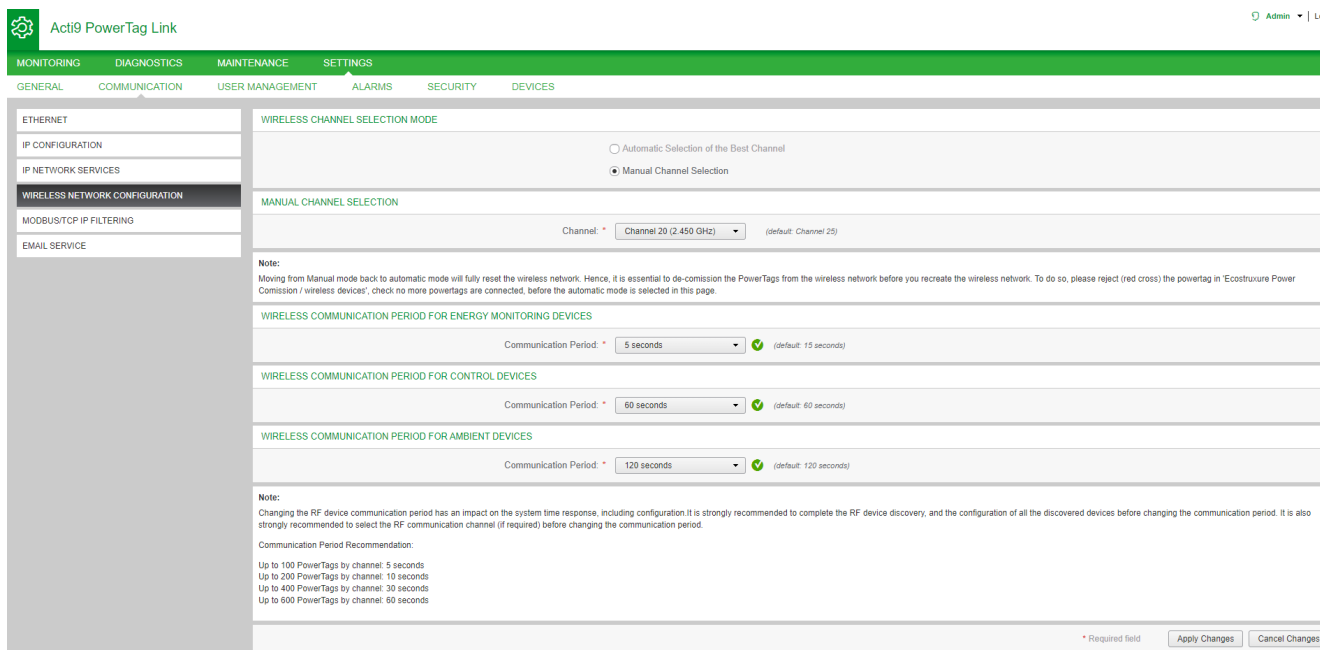 Acti9 PowerTag Link
Admin
MONITORING DIAGNOSTICS MAINTENANCE SETTINGS
GENERAL COMMUNICATION USER MANAGEMENT ALARMS SECURITY DEVICES
ETHERNET
IP CONFIGURATION
IP NETWORK SERVICES
WIRELESS NETWORK CONFIGURATION
MODBUS/TCP IP FILTERING
EMAIL SERVICE
WIRELESS CHANNEL SELECTION MODE
Automatic Selection of the Best Channel
Manual Channel Selection
MANUAL CHANNEL SELECTION
Channel: * Channel 20 (2.450 GHz) (default: Channel 25)
Note:
Moving from Manual mode back to automatic mode will fully reset the wireless network. Hence, it is essential to de-comission the PowerTags from the wireless network before you recreate the wireless network. To do so, please reject (red cross) the powertag in 'Ecostruxure Power
Comission / wireless devices', check no more powertags are connected, before the automatic mode is selected in this page.
WIRELESS COMMUNICATION PERIOD FOR ENERGY MONITORING DEVICES
Communication Period: * 5 seconds (default: 15 seconds)
WIRELESS COMMUNICATION PERIOD FOR CONTROL DEVICES
Communication Period: * 60 seconds (default: 60 seconds)
WIRELESS COMMUNICATION PERIOD FOR AMBIENT DEVICES
Communication Period: * 120 seconds (default: 120 seconds)
Note:
Changing the RF device communication period has an impact on the system time response, including configuration.It is strongly recommended to complete the RF device discovery, and the configuration of all the discovered devices before changing the communication period. It is also
strongly recommended to select the RF communication channel (if required) before changing the communication period.
Communication Period Recommendation:
Up to 100 PowerTags by channel: 5 seconds
Up to 200 PowerTags by channel: 10 seconds
Up to 400 PowerTags by channel: 30 seconds
Up to 600 PowerTags by channel: 60 seconds
* Required field Apply Changes Cancel Changes